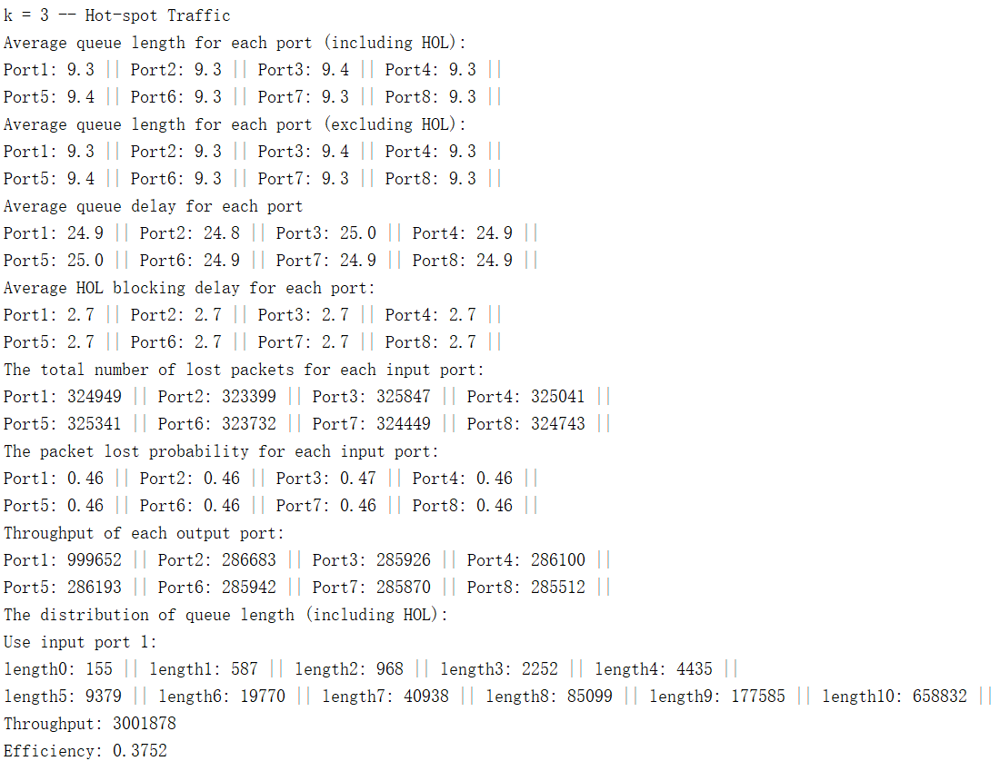 k = 3 -- Hot-spot Traffic
Average queue length for each port (including HOL):
Port1: 9.3 || Port2: 9.3 || Port3: 9.4 || Port4: 9.3 ||
Port5: 9.4 || Port6: 9.3 || Port7: 9.3 || Port8: 9.3 ||
Average queue length for each port (excluding HOL):
Port1: 9.3 || Port2: 9.3 || Port3: 9.4 || Port4: 9.3 ||
Port5: 9.4 || Port6: 9.3 || Port7: 9.3 || Port8: 9.3 ||
Average queue delay for each port
Port1: 24.9 || Port2: 24.8 || Port3: 25.0 || Port4: 24.9 ||
Port5: 25.0 || Port6: 24.9 || Port7: 24.9 || Port8: 24.9 ||
Average HOL blocking delay for each port:
Port1: 2.7 || Port2: 2.7 || Port3: 2.7 || Port4: 2.7 ||
Port5: 2.7 || Port6: 2.7 || Port7: 2.7 || Port8: 2.7 ||
The total number of lost packets for each input port:
Port1: 324949 || Port2: 323399 || Port3: 325847 || Port4: 325041 ||
Port5: 325341 || Port6: 323732 || Port7: 324449 || Port8: 324743 ||
The packet lost probability for each input port:
Port1: 0.46 || Port2: 0.46 || Port3: 0.47 || Port4: 0.46 ||
Port5: 0.46 || Port6: 0.46 || Port7: 0.46 || Port8: 0.46 ||
Throughput of each output port:
Port1: 999652 || Port2: 286683 || Port3: 285926 || Port4: 286100 ||
Port5: 286193 || Port6: 285942 || Port7: 285870 || Port8: 285512 ||
The distribution of queue length (including HOL):
Use input port 1:
length0: 155 || length1: 587 || length2: 968 || length3: 2252 || length4: 4435 ||
length5: 9379 || length6: 19770 || length7: 40938 || length8: 85099 || length9: 177585 || length10: 658832 ||
Throughput: 3001878
Efficiency: 0.3752